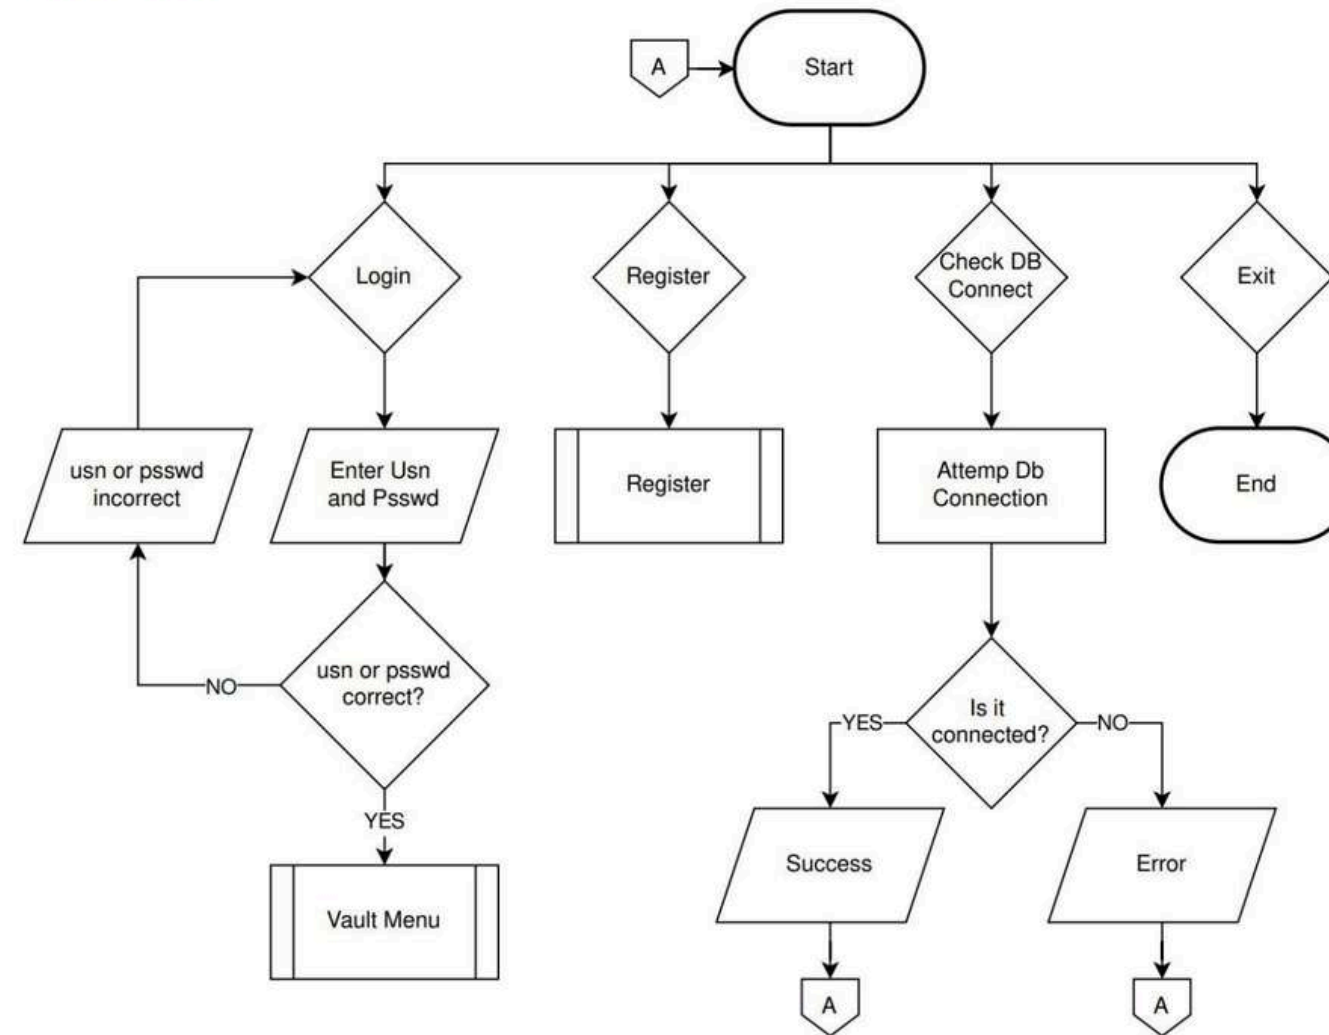 A
Start
Login
Register
Check DB
Connect
Exit
usn or psswd
incorrect
Enter Usn
and Psswd
Register
Attemp Db
Connection
End
usn or psswd
correct?
NO
YES
Is it
connected?
YES
NO
Success
Error
Vault Menu
A
A